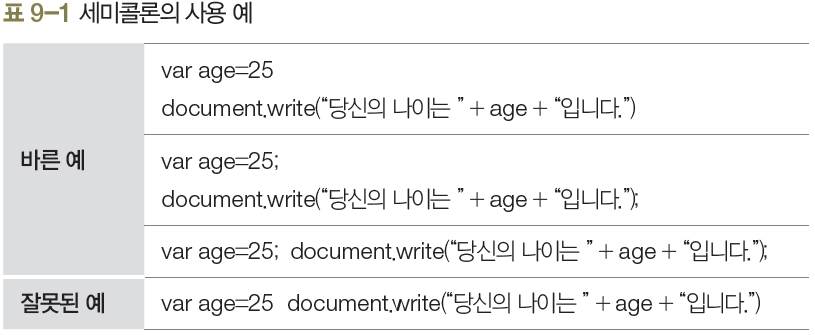 표 9-1 세미콜론의 사용 예
바른 예
var age=25
document.write(“당신의 나이는 ” + age + “입니다.”)
var age=25;
document.write(“당신의 나이는 ” + age + “입니다.”);
var age=25;  document.write(“당신의 나이는 ” + age + “입니다.”);
잘못된 예
var age=25  document.write(“당신의 나이는 ” + age + “입니다.”)